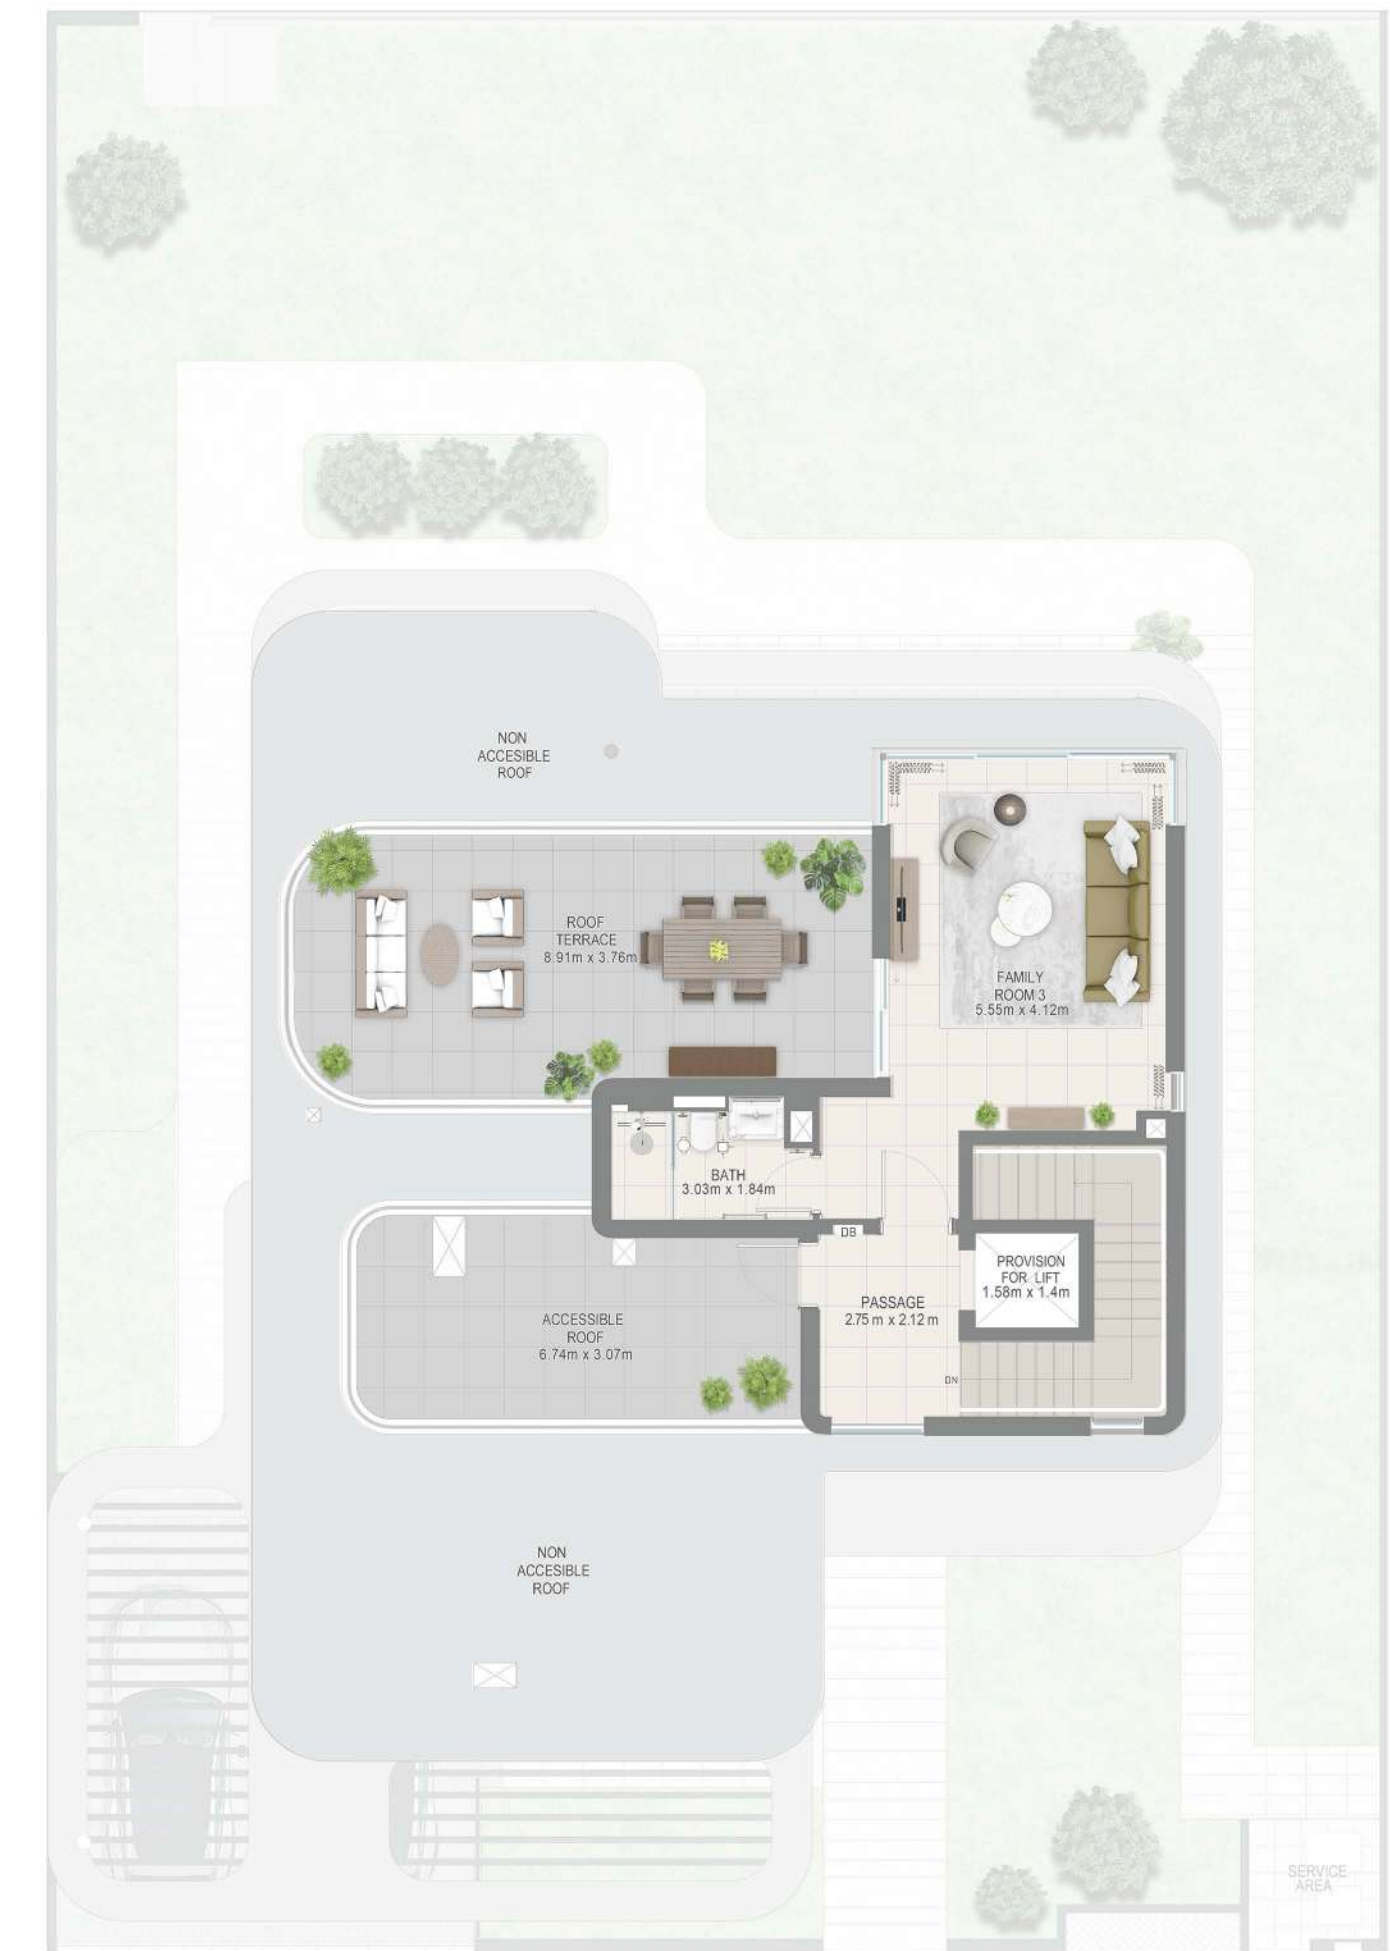 NON
ACCESIBLE
ROOF
ROOF
TERRACE
8.91m x 3.76m
FAMILY
ROOM 3
5.55m x 4.12m
BATH
3.03m x 1.84m
DB
PROVISION
FOR LIFT
1.58m x 1.4m
PASSAGE
2.75 m x 2.12 m
ACCESSIBLE
ROOF
6.74m x 3.07m
DN
NON
ACCESIBLE
ROOF
SERVICE
AREA